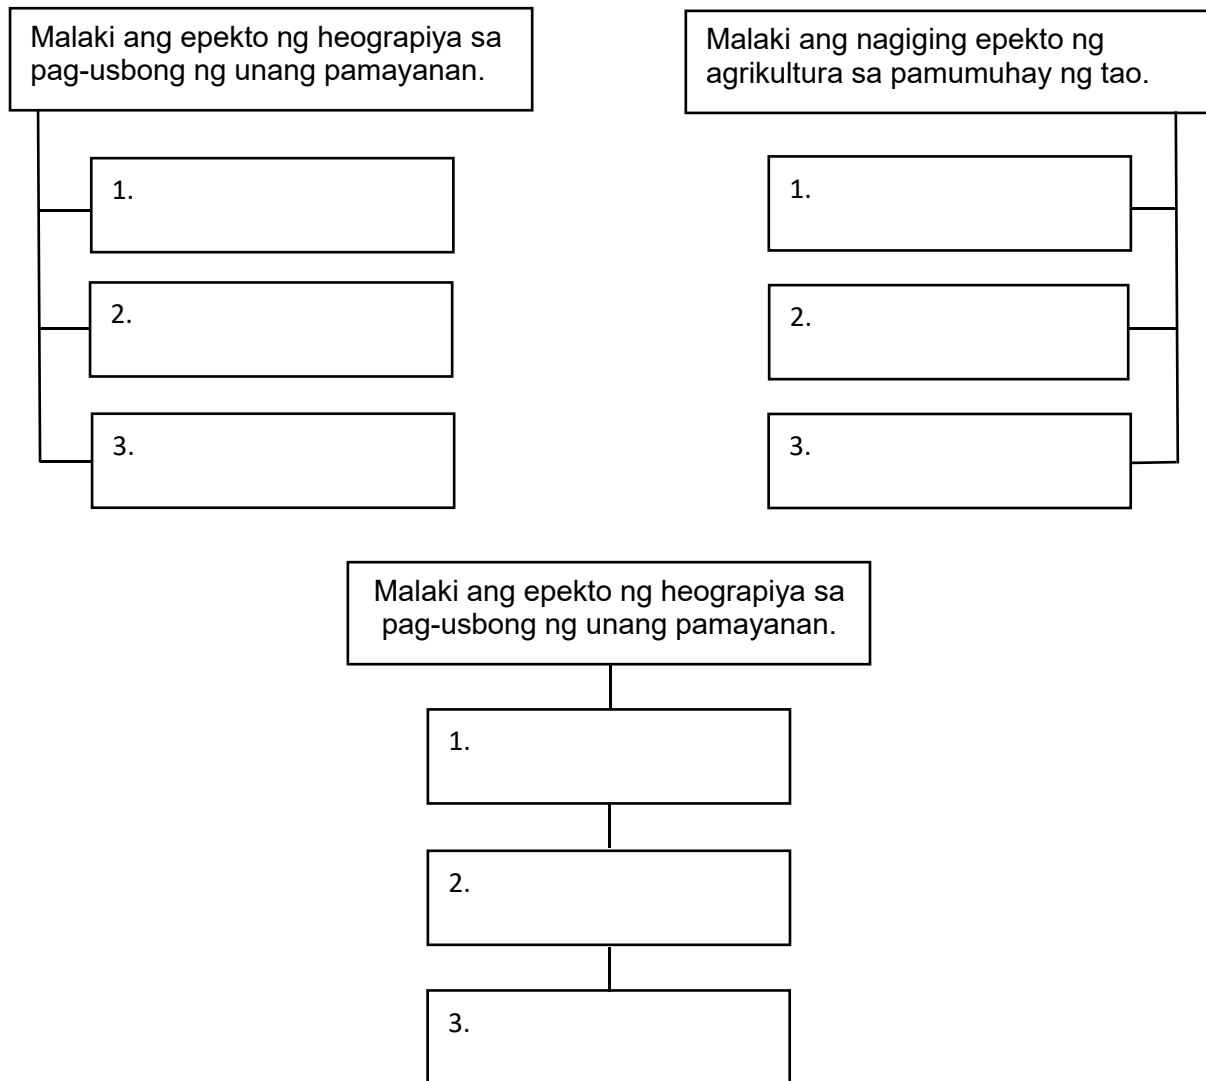 Malaki ang epekto ng heograpiya sa
pag-usbong ng unang pamayanan.
1.
2.
3.
Malaki ang nagiging epekto ng
agrikultura sa pamumuhay ng tao.
1.
2.
3.
Malaki ang epekto ng heograpiya sa
pag-usbong ng unang pamayanan.
1.
2.
3.